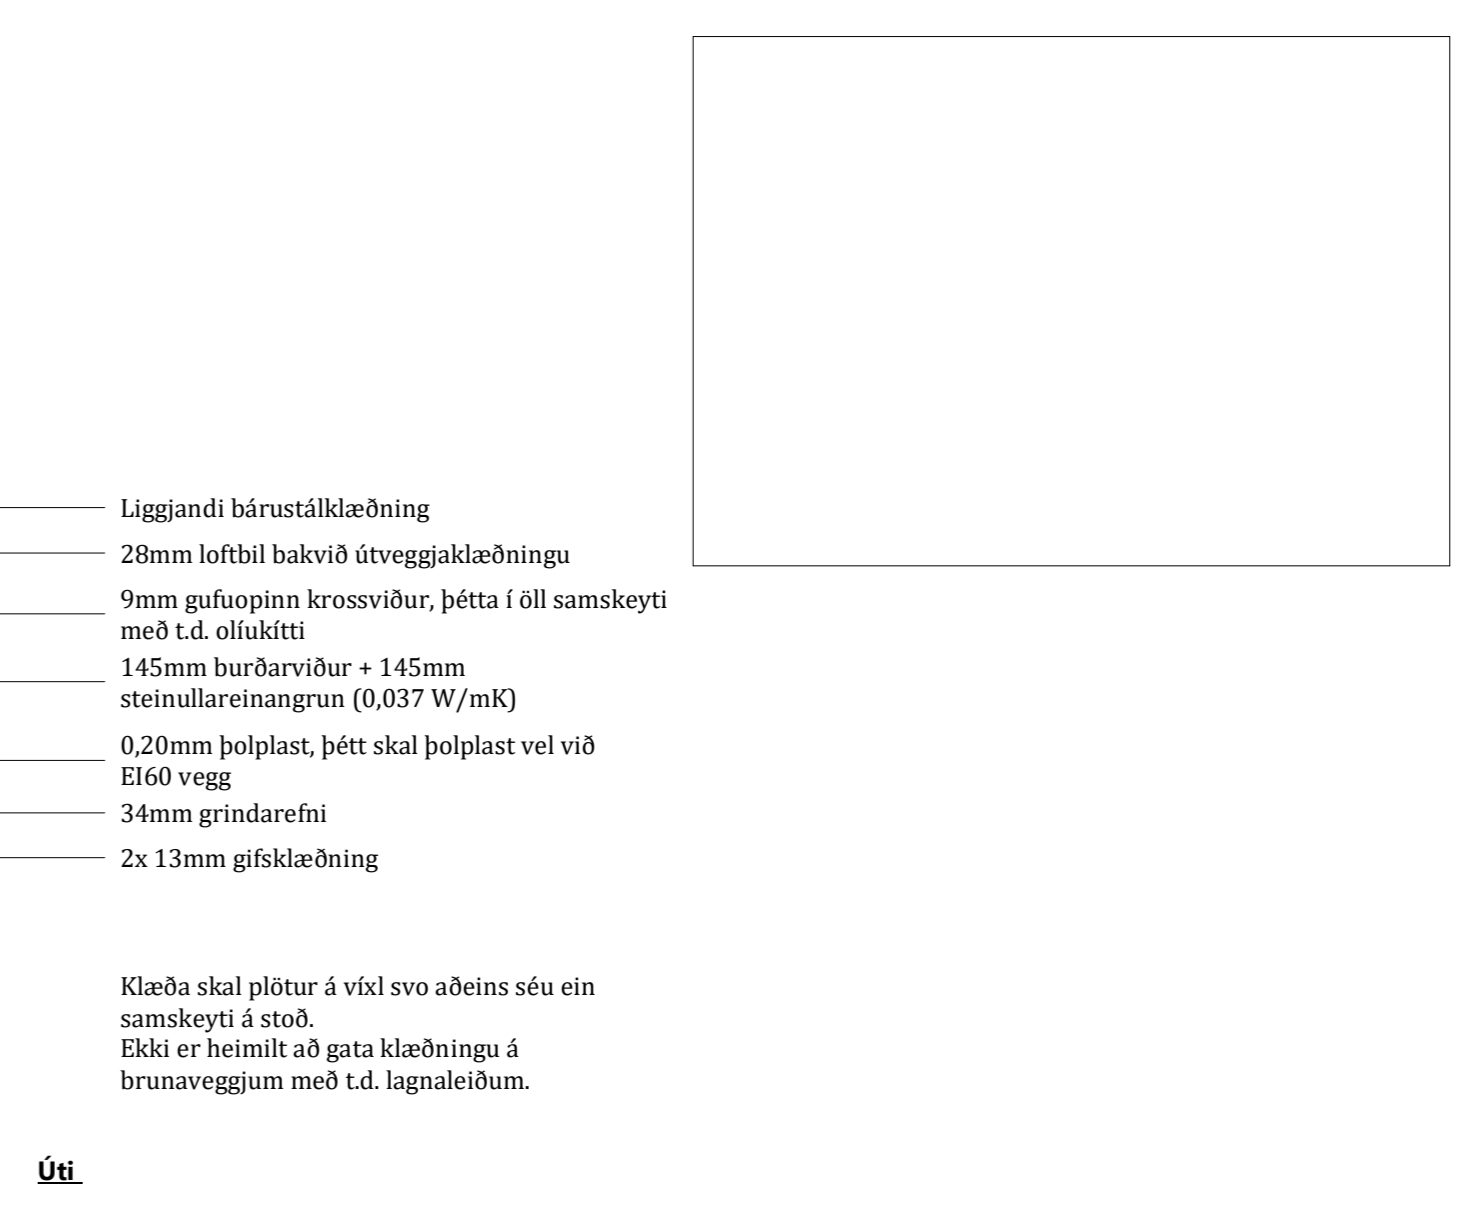 Liggjandi bárustálklæðning
28mm loftbil bakvið útveggjaklæðningu
9mm gufuopinn krossviður, þétta í öll samskeyti
með t.d. olíukítti
145mm burðarviður + 145mm
steinullareinangrun (0,037 W/mK)
0,20mm þolplast, þétt skal þolplast vel við
EI60 vegg
34mm grindarefni
2x 13mm gifsklæðning
Klæða skal plötur á víxl svo aðeins séu ein
samskeyti á stoð.
Ekki er heimilt að gata klæðningu á
brunaveggjum með t.d. lagnaleiðum.
Úti